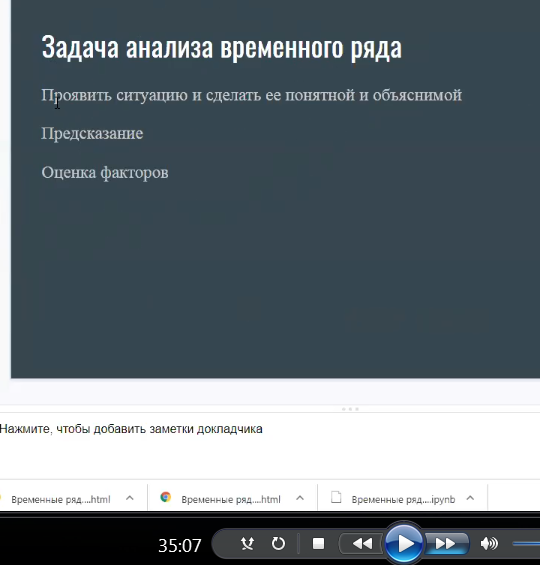 Задача анализа временного ряда
Проявить ситуацию и сделать ее понятной и объяснимой
Предсказание
Оценка факторов
Нажмите, чтобы добавить заметки докладчика
Временные ряд....html
Временные ряд....html
Временные ряд....ipynb
35:07